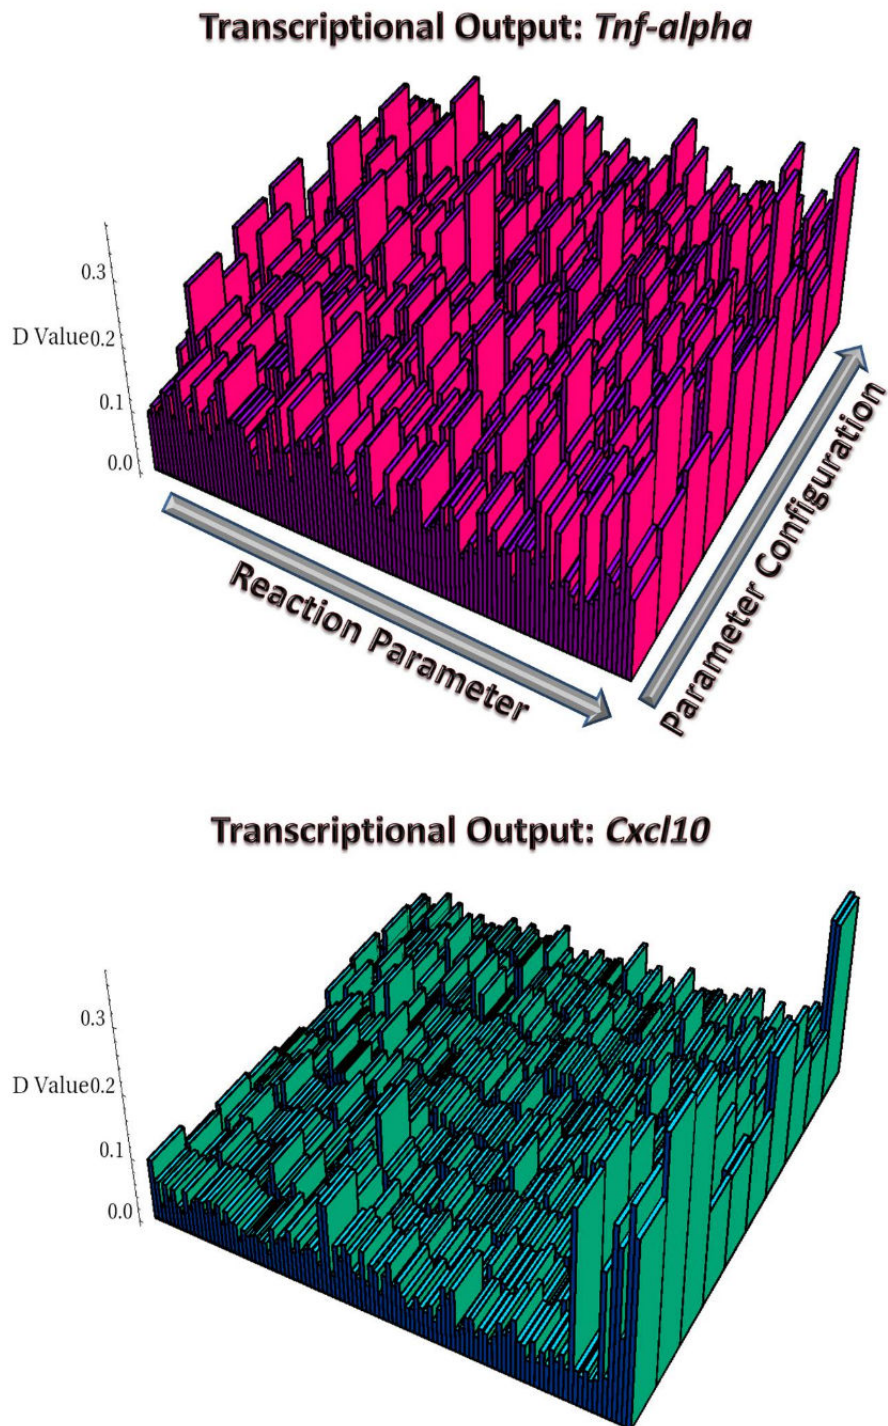 Transcriptional Output: Tnf-alpha
0.3
D Value0.2
0.1
0.0
Reaction Parameter
Parameter Configuration
Transcriptional Output: Cxcl10
0.3
D Value0.2
0.1
0.0